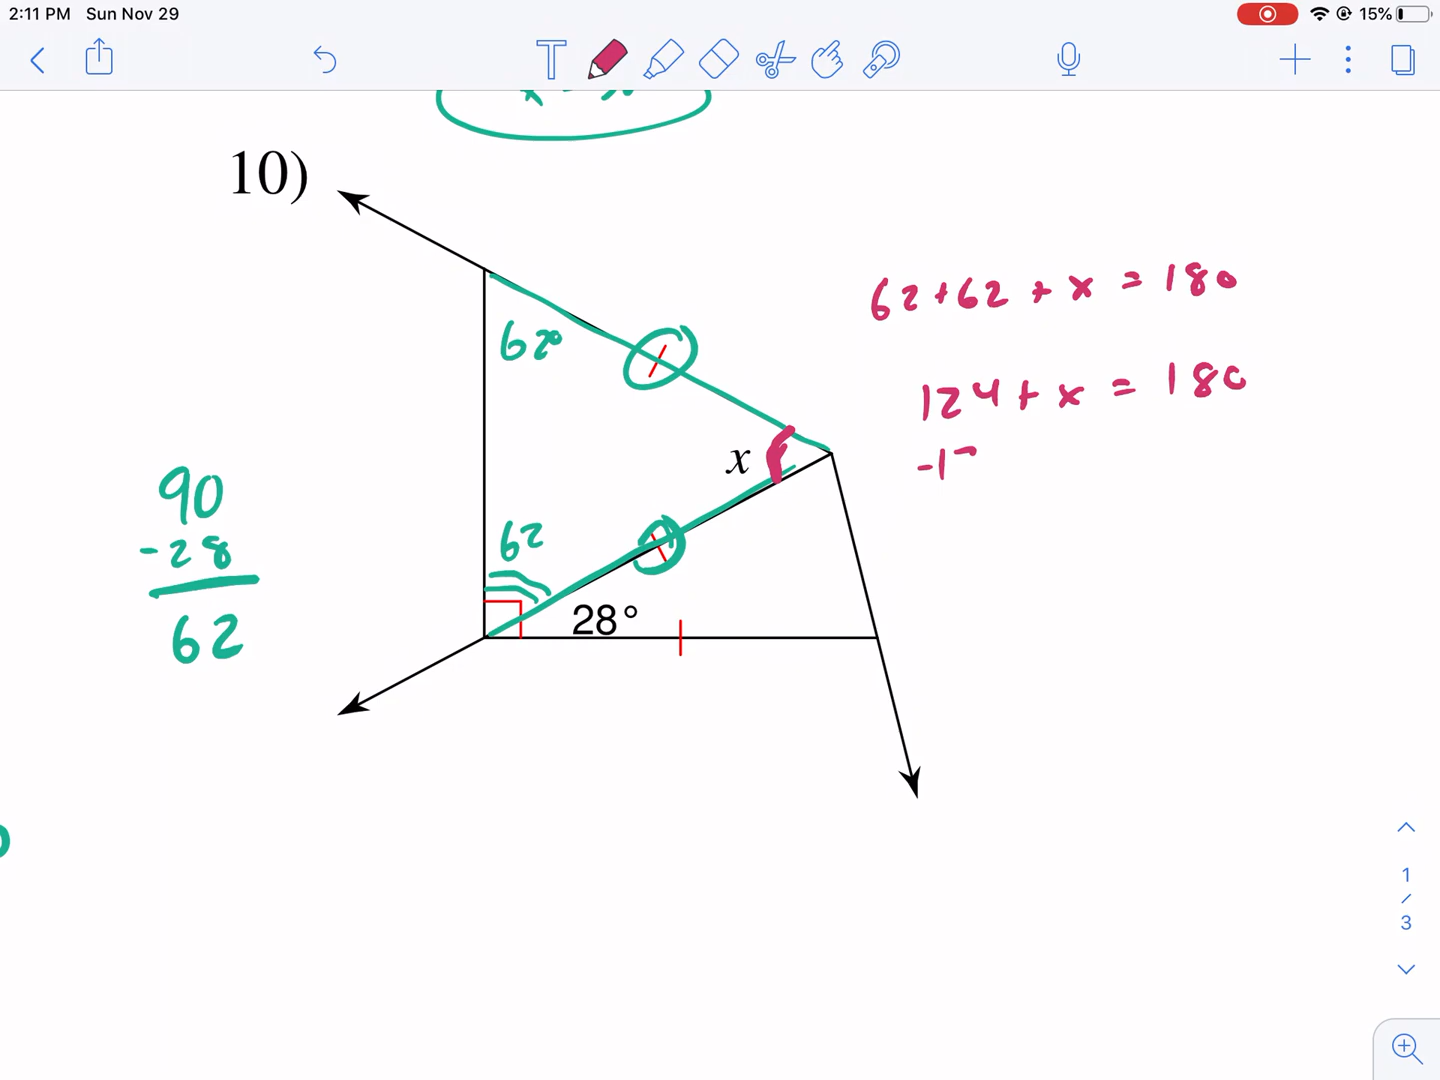 2:11 PM Sun Nov 29
15%
T
10)
62°
62+62 + x = 180
124 + x = 180
x
90
-28
62
62
28°
1
/
3